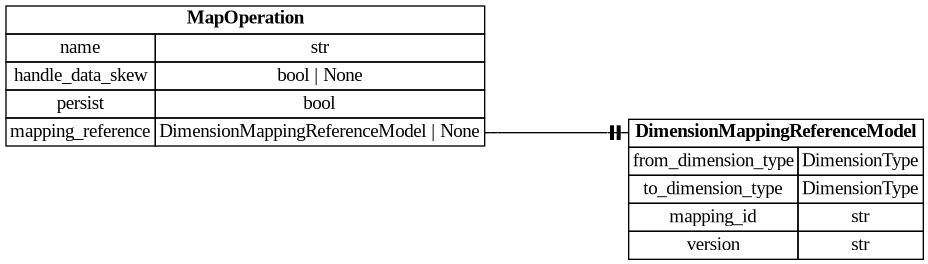 MapOperation
name str
handle_data_skew bool | None
persist bool
mapping_reference DimensionMappingReferenceModel | None
DimensionMappingReferenceModel
from_dimension_type DimensionType
to_dimension_type DimensionType
mapping_id str
version str